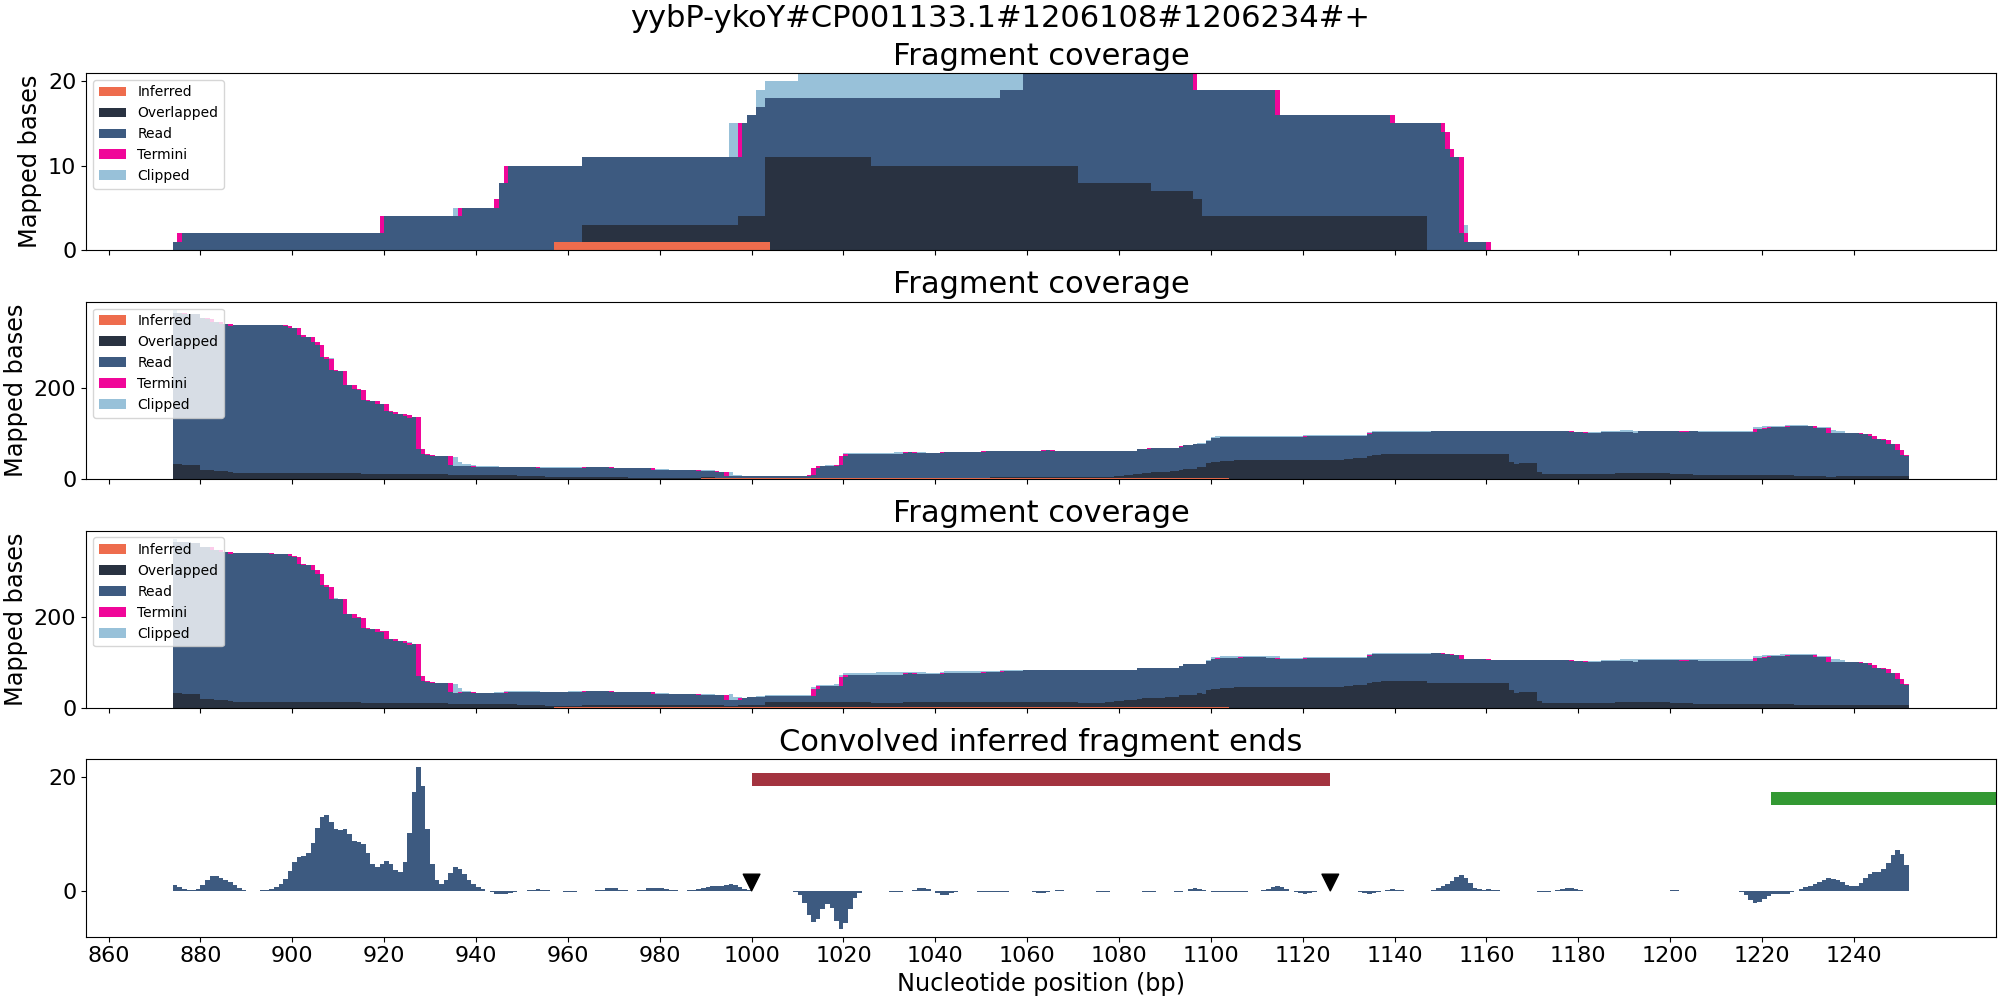 yybP-ykoY#CP001133.1#1206108#1206234#+
Fragment coverage
Mapped bases
20
10
0
Inferred
Overlapped
Read
Termini
Clipped
Fragment coverage
Mapped bases
200
0
Inferred
Overlapped
Read
Termini
Clipped
Fragment coverage
Mapped bases
200
0
Inferred
Overlapped
Read
Termini
Clipped
Convolved inferred fragment ends
20
0
860 880 900 920 940 960 980 1000 1020 1040 1060 1080 1100 1120 1140 1160 1180 1200 1220 1240
Nucleotide position (bp)